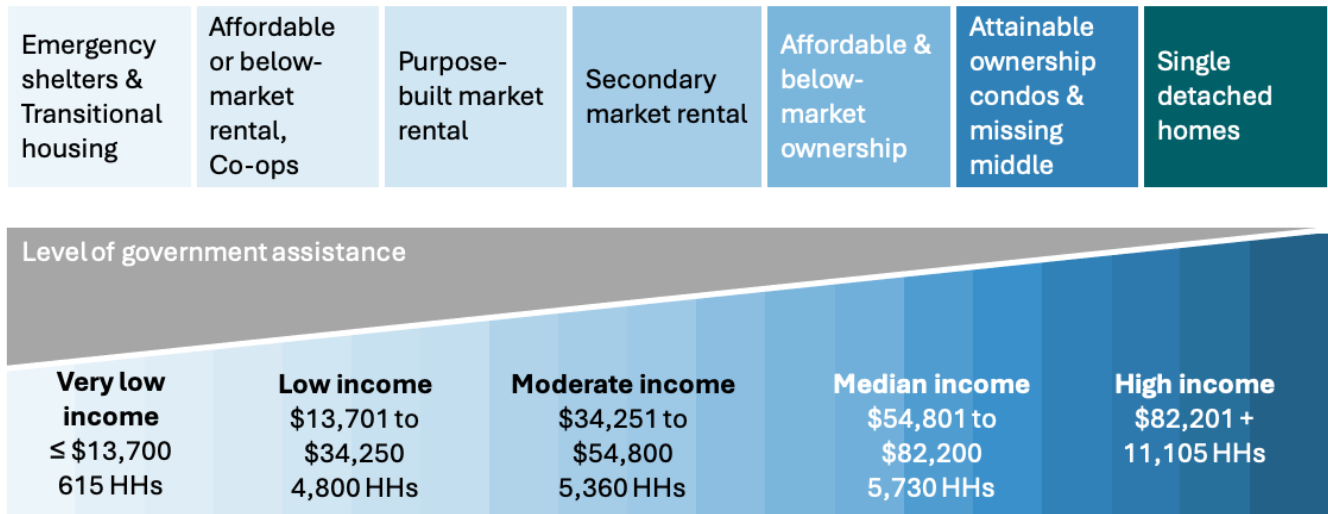 Emergency
shelters &
Transitional
housing
Affordable
or below-
market
rental,
Co-ops
Purpose-
built market
rental
Secondary
market rental
Affordable &
below-
market
ownership
Attainable
ownership
condos &
missing
middle
Single
detached
homes
Level of government assistance
Very low
income
≤ $13,700
615 HHs
Low income
$13,701 to
$34,250
4,800 HHs
Moderate income
$34,251 to
$54,800
5,360 HHs
Median income
$54,801 to
$82,200
5,730 HHs
High income
$82,201 +
11,105 HHs